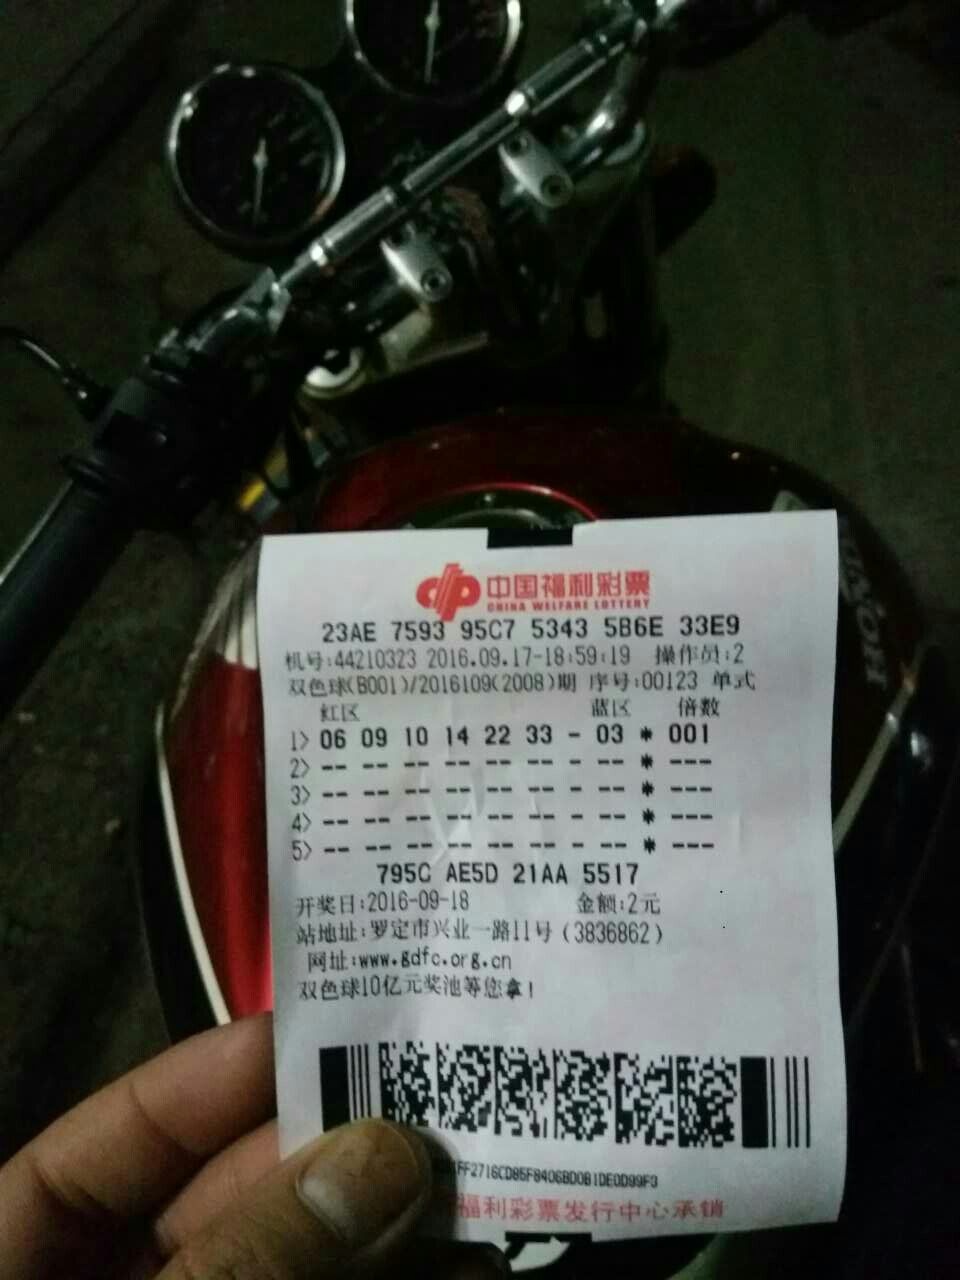 中国福利彩票
CHINA WELFARE LOTTERY
23AE 7593 95C7 5343 5B6E 33E9
机号:44210323 2016.09.17-18:59:19 操作员:2
双色球(B001)/2016109(2008)期 序号:00123 单式
红区 蓝区 倍数
1> 06 09 10 14 22 33 - 03 * 001
2> -- -- -- -- -- -- - -- * ---
3> -- -- -- -- -- -- - -- * ---
4> -- -- -- -- -- -- - -- * ---
5> -- -- -- -- -- -- - -- * ---
795C AE5D 21AA 5517
开奖日:2016-09-18 金额:2元
站地址:罗定市兴业一路11号(3836862)
网址:www.gdfc.org.cn
双色球10亿元奖池等您拿!
福利彩票发行中心承销
HONDA